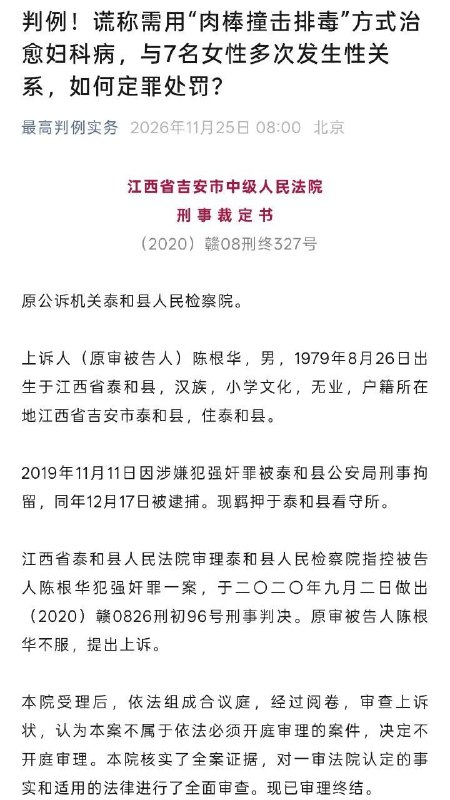 判例！谎称需用“肉棒撞击排毒”方式治
愈妇科病，与7名女性多次发生性关
系，如何定罪处罚？
最高判例实务 2026年11月25日 08:00 北京
江西省吉安市中级人民法院
刑事裁定书
（2020）赣08刑终327号
原公诉机关泰和县人民检察院。
上诉人（原审被告人）陈根华，男，1979年8月26日出
生于江西省泰和县，汉族，小学文化，无业，户籍所在
地江西省吉安市泰和县，住泰和县。
2019年11月11日因涉嫌犯强奸罪被泰和县公安局刑事拘
留，同年12月17日被逮捕。现羁押于泰和县看守所。
江西省泰和县人民法院审理泰和县人民检察院指控被告
人陈根华犯强奸罪一案，于二〇二〇年九月二日做出
（2020）赣0826刑初96号刑事判决。原审被告人陈根
华不服，提出上诉。
本院受理后，依法组成合议庭，经过阅卷，审查上诉
状，认为本案不属于依法必须开庭审理的案件，决定不
开庭审理。本院核实了全案证据，对一审法院认定的事
实和适用的法律进行了全面审查。现已审理终结。